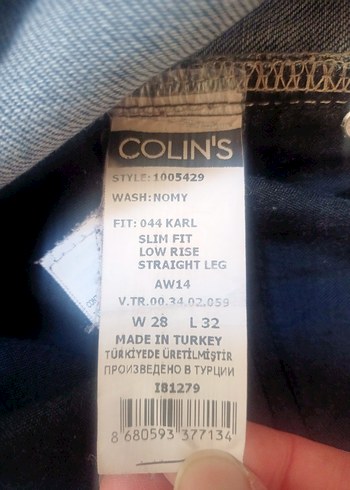 COLIN'S
STYLE: 1005429
WASH: NOMY
FIT: 044 KARL
SLIM FIT
LOW RISE
STRAIGHT LEG
AW14
V.TR.00.34.02.059
W 28 L 32
MADE IN TURKEY
TÜRKİYEDE ÜRETİLMİŞTİR
ПРОИЗВЕДЕНО В ТУРЦИИ
I81279
8 680593 377134